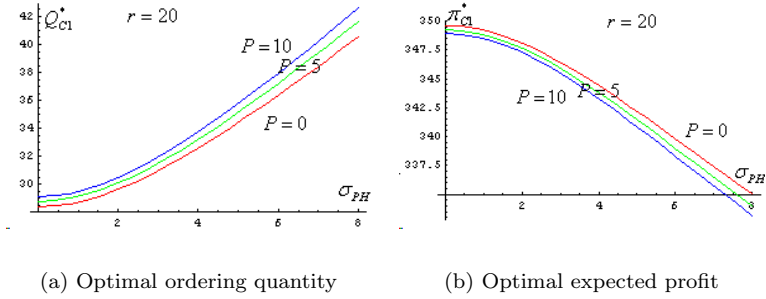 Q*C1
r = 20
42
40
38
36
34
32
30
P = 10
P = 5
P = 0
σPH
2
4
6
8
(a) Optimal ordering quantity
π*C1
r = 20
350
347.5
345
342.5
340
337.5
P = 10
P = 5
P = 0
σPH
2
4
6
8
(b) Optimal expected profit